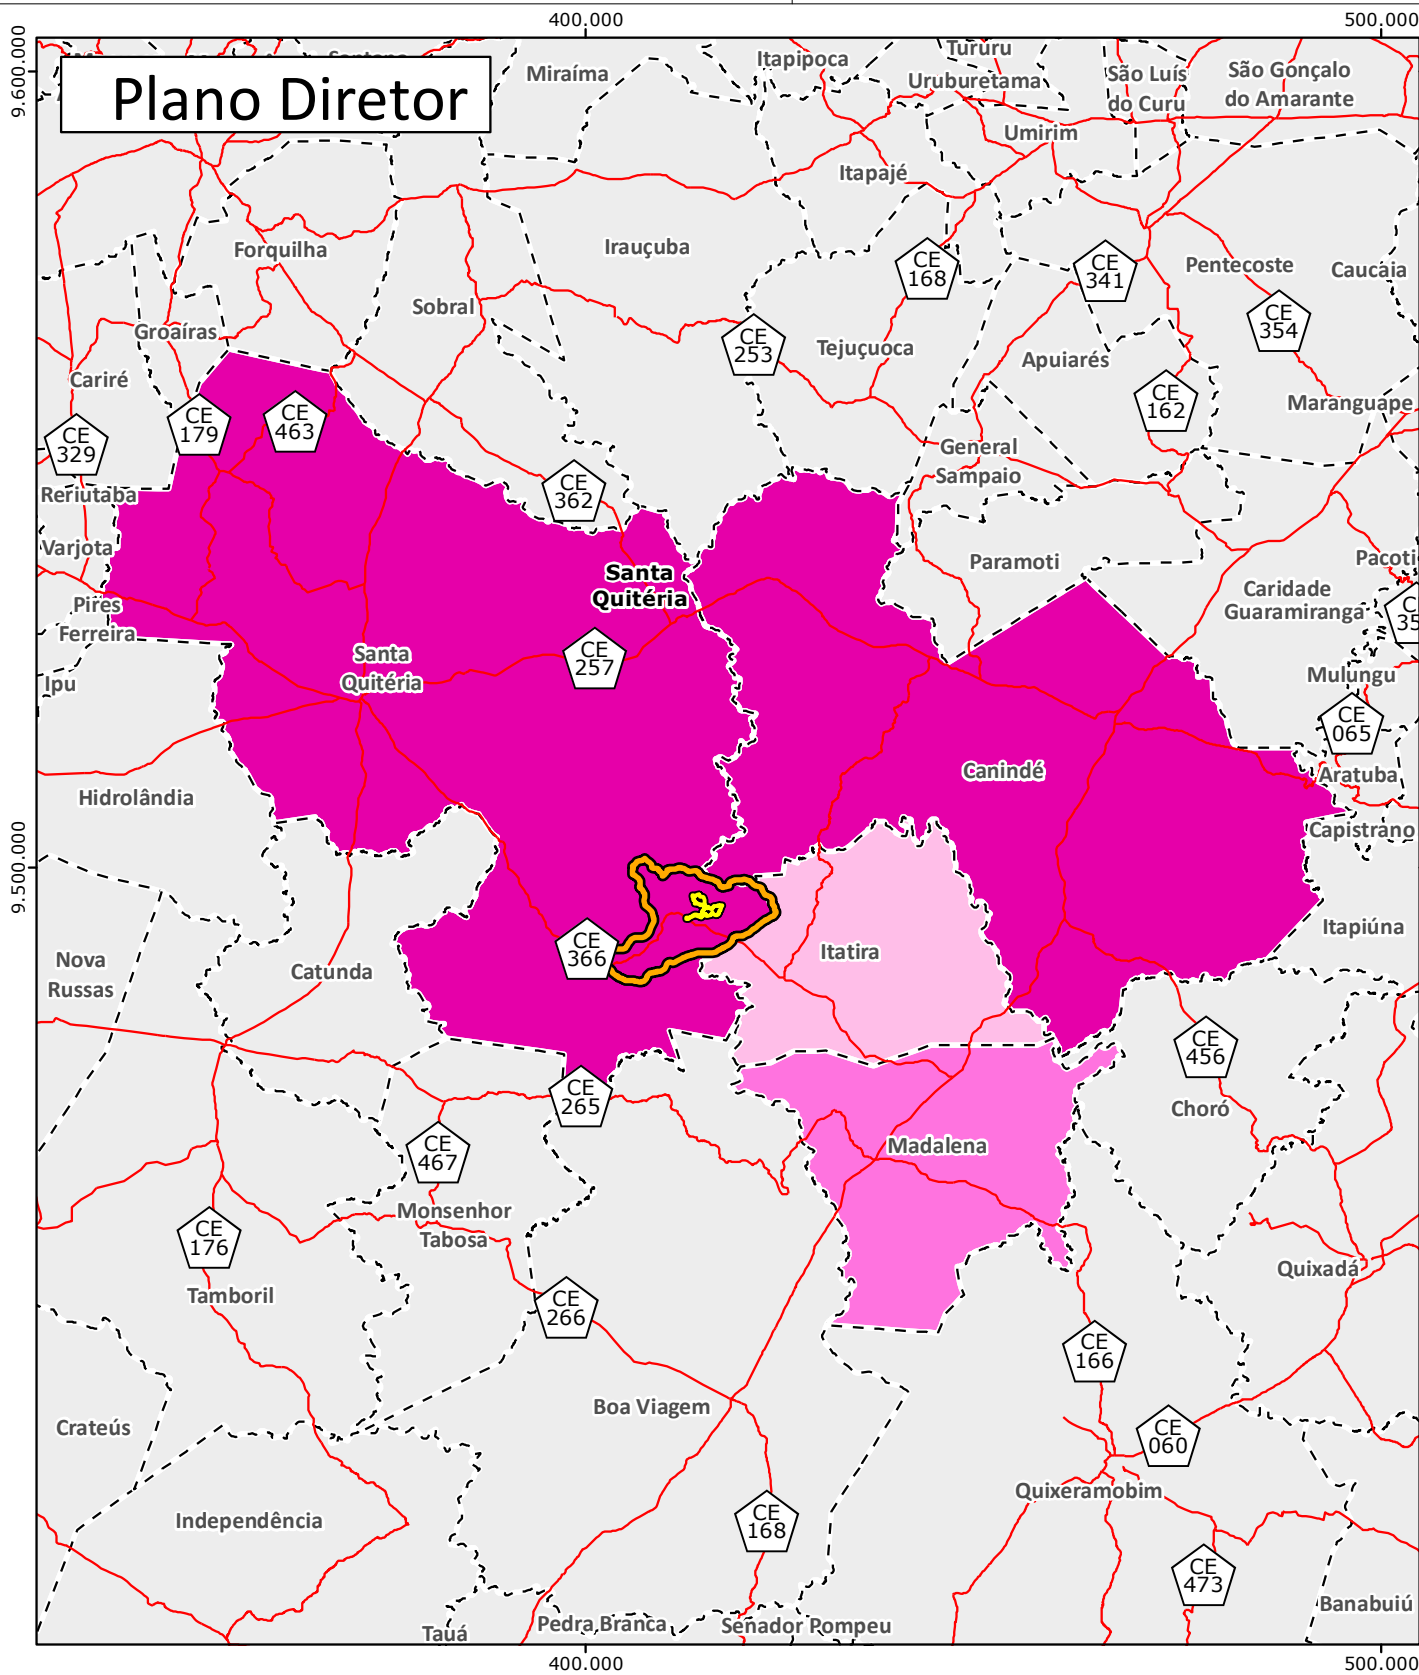 400.000
500.000
9.600.000
Plano Diretor
Miraíma
Itapipoca
Tururu
Uruburetama
São Luís
do Curu
São Gonçalo
do Amarante
Umirim
Itapajé
Forquilha
Irauçuba
CE
168
CE
341
Pentecoste
Caucaia
Sobral
Groaíras
CE
253
Tejuçuoca
Apuiarés
CE
354
Cariré
CE
329
CE
179
CE
463
CE
162
Maranguape
General
Sampaio
CE
362
Reriutaba
Varjota
Paramoti
Pacoti
Santa
Quitéria
Caridade
Guaramiranga
Pires
Ferreira
CE
257
Santa
Quitéria
Ipu
Mulungu
CE
065
Canindé
Aratuba
Hidrolândia
Capistrano
9.500.000
Itapiúna
CE
366
Itatira
Nova
Russas
Catunda
CE
456
CE
265
Choró
CE
467
Madalena
Monsenhor
Tabosa
CE
176
Quixadá
Tamboril
CE
266
CE
166
Boa Viagem
Crateús
CE
060
Quixeramobim
Independência
CE
168
CE
473
Banabuiú
Tauá
Pedra Branca
Senador Pompeu
400.000
500.000